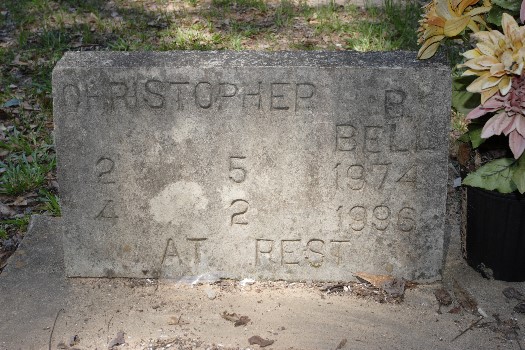 CHRISTOPHER B
BELL
2 5 1974
4 2 1996
AT REST